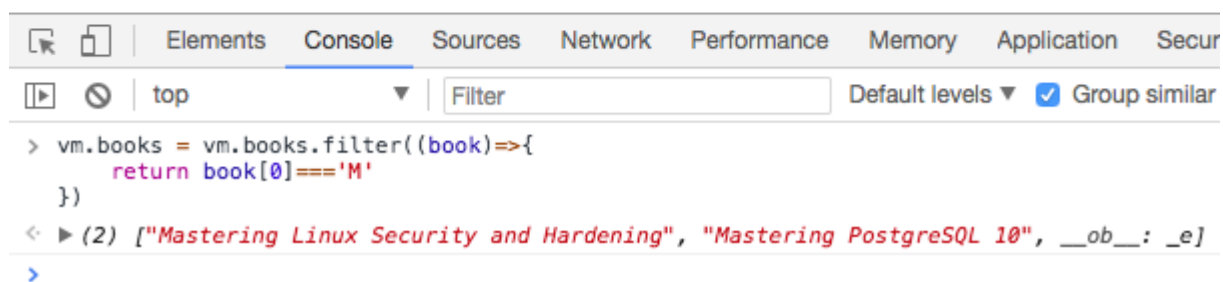 Elements Console Sources Network Performance Memory Application Secur
top Filter Default levels Group similar
> vm.books = vm.books.filter((book)=>{
return book[0]==='M'
})
(2) ["Mastering Linux Security and Hardening", "Mastering PostgreSQL 10", __ob__: _e]
>